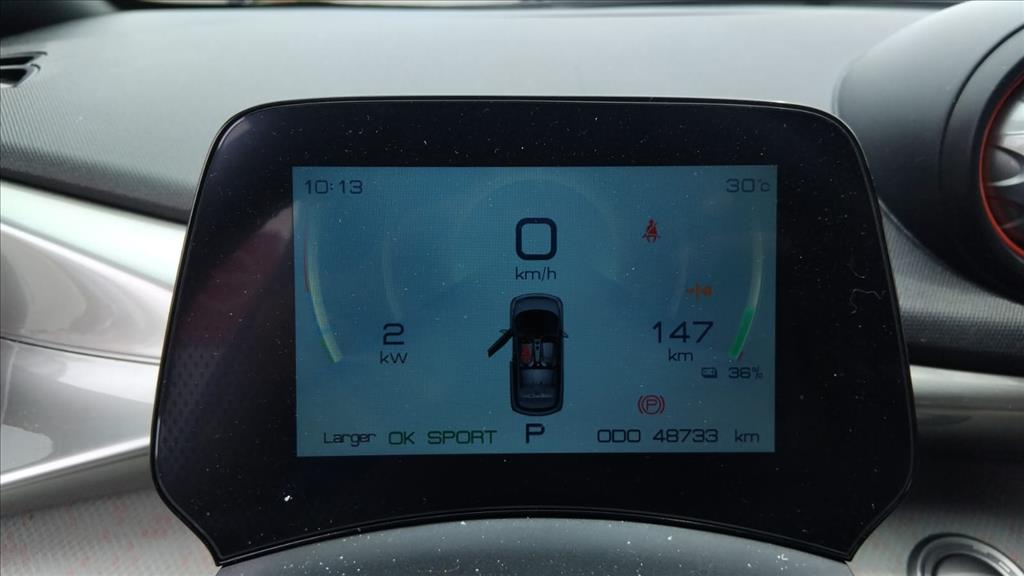 10:13
30°C
0
km/h
2
kW
147
km
36%
Larger OK SPORT P ODO 48733 km